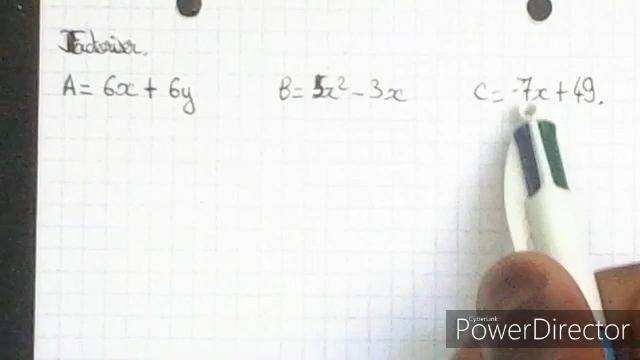 Factoriser.
A = 6x + 6y B = 5x² - 3x C = -7x + 49.
CyberLink
PowerDirector